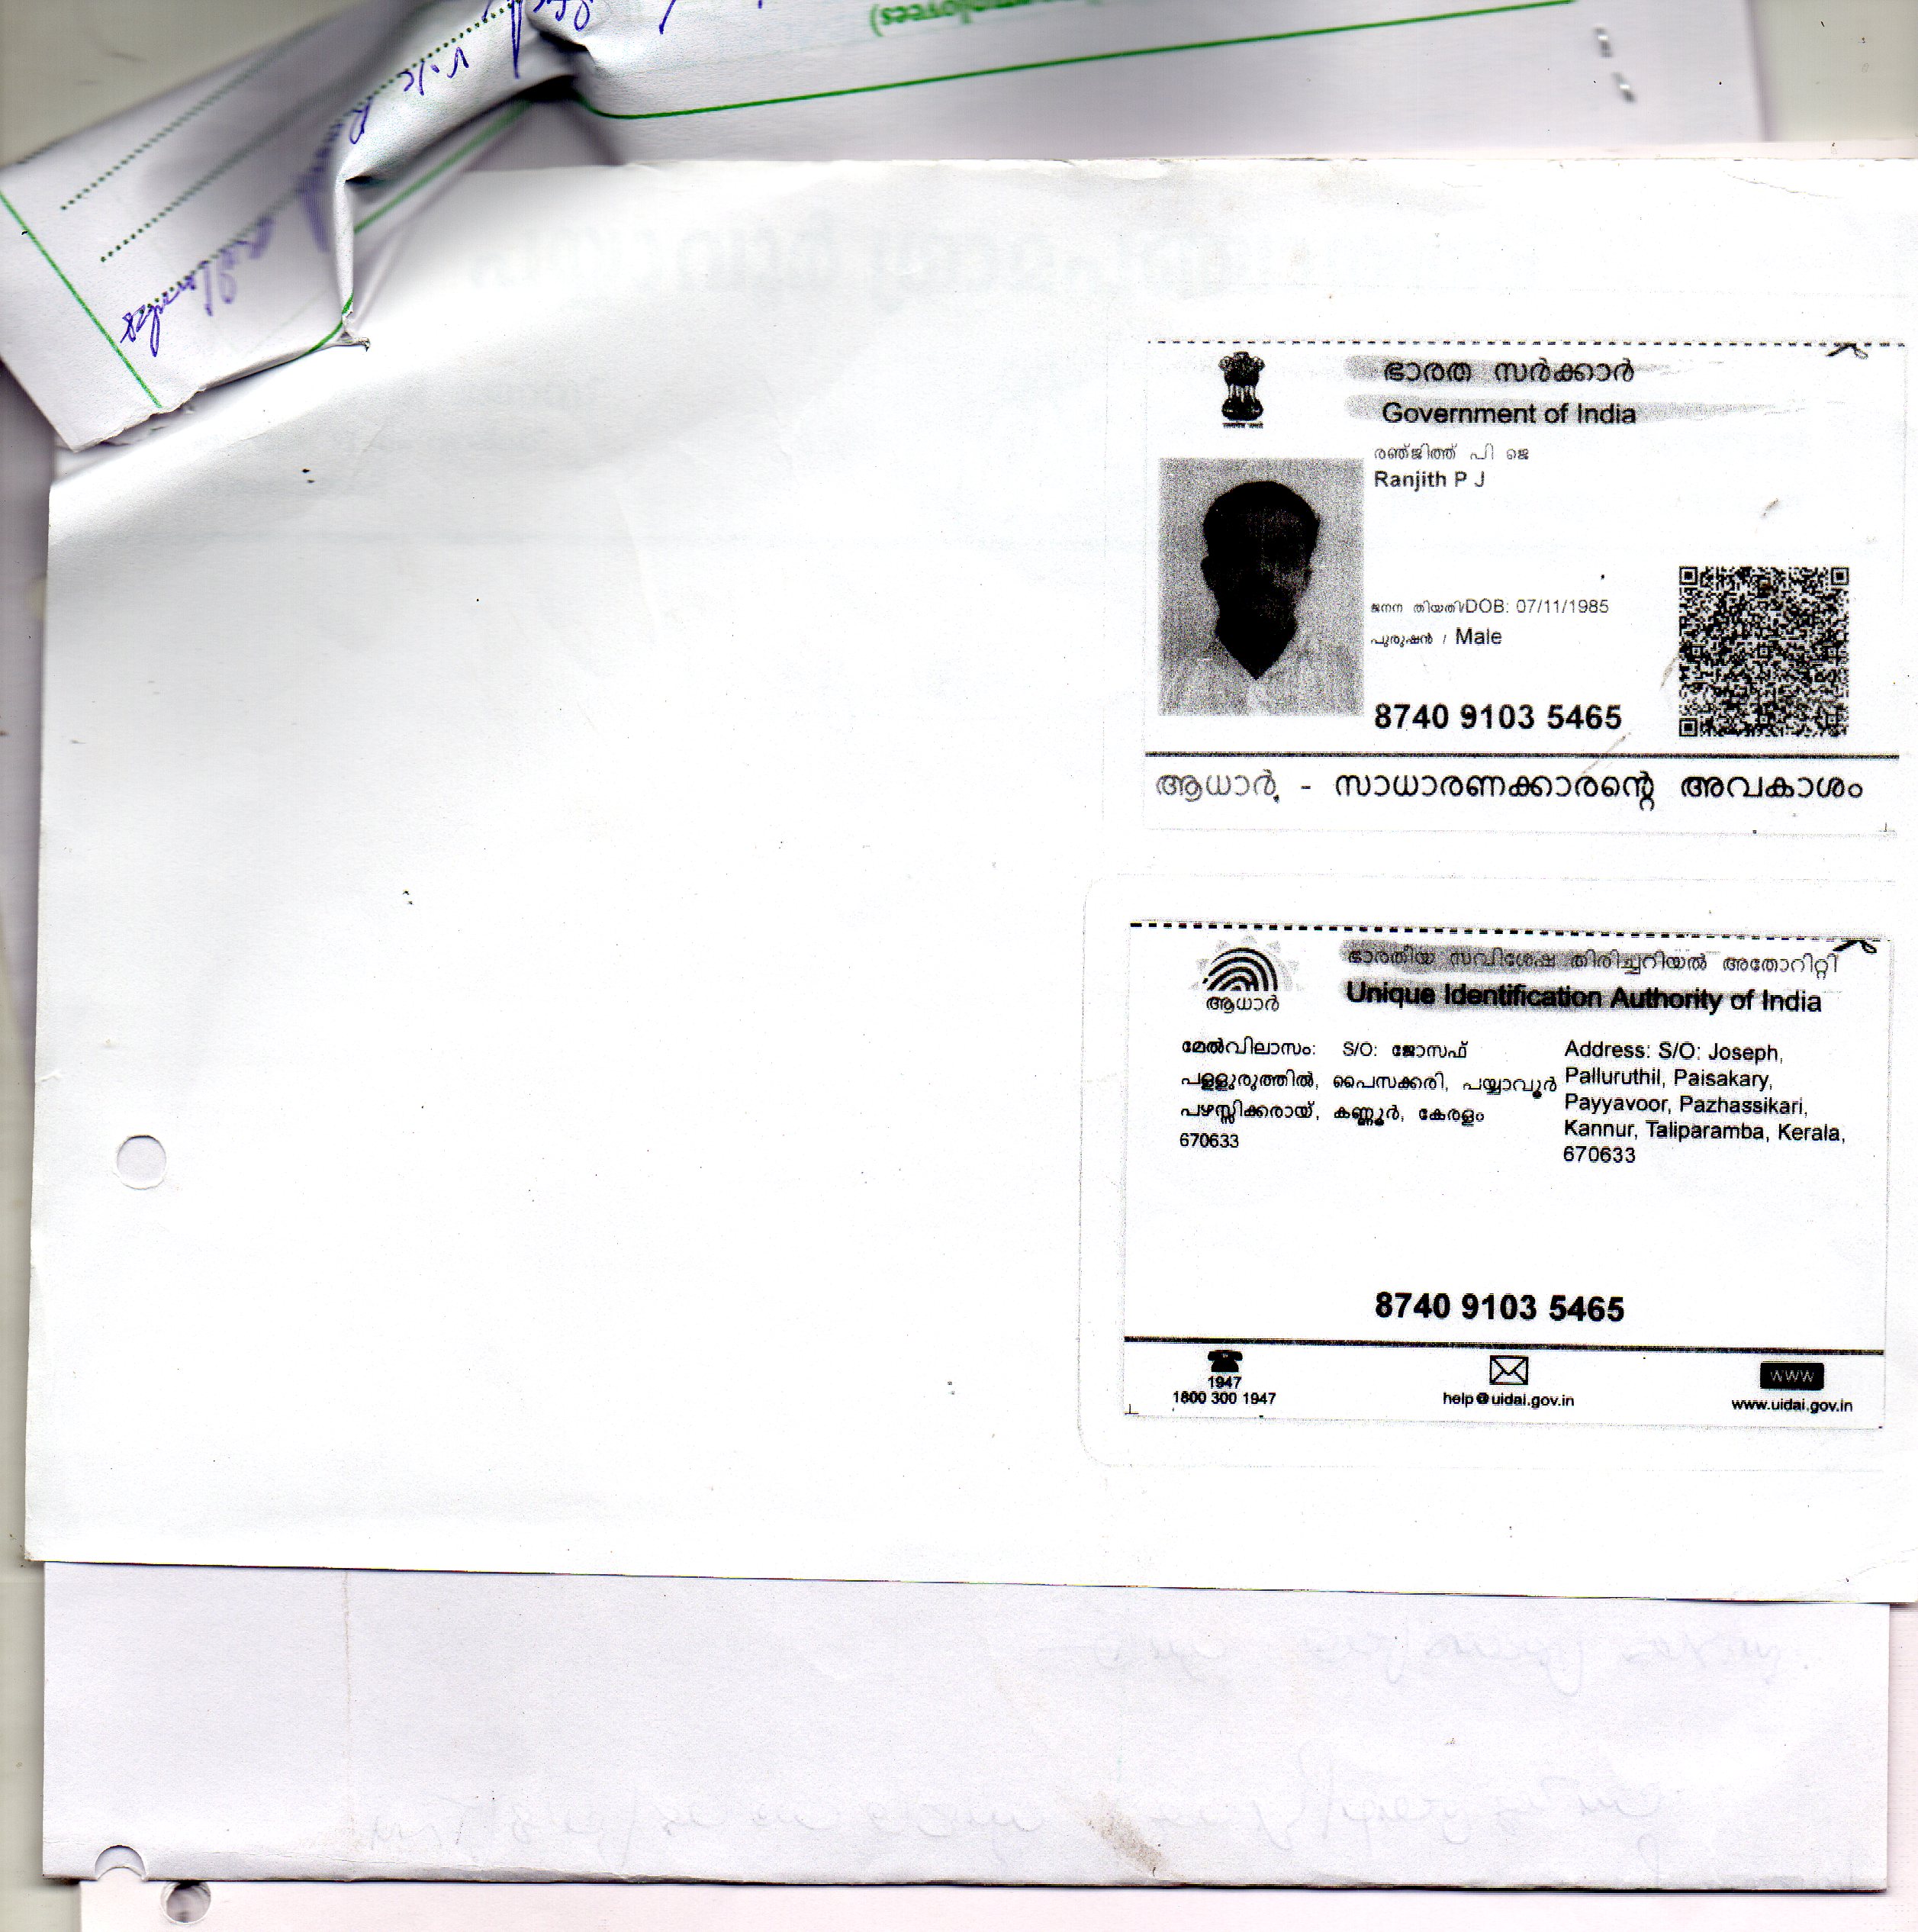 ployees)
ഭാരത സർക്കാർ
Government of India
രഞ്ജിത്ത് പി ജെ
Ranjith P J
ജനന തിയതി/DOB: 07/11/1985
പുരുഷൻ / Male
8740 9103 5465
ആധാർ - സാധാരണക്കാരന്റെ അവകാശം
ഭാരതീയ സവിശേഷ തിരിച്ചറിയൽ അതോറിറ്റി
Unique Identification Authority of India
ആധാർ
മേൽവിലാസം: S/O: ജോസഫ്
പള്ളുരുത്തിൽ, പൈസക്കരി, പയ്യാവൂർ
പഴസ്സിക്കരായ്, കണ്ണൂർ, കേരളം
670633
Address: S/O: Joseph,
Palluruthil, Paisakary,
Payyavoor, Pazhassikari,
Kannur, Taliparamba, Kerala,
670633
8740 9103 5465
1947
1800 300 1947
help@uidai.gov.in
WWW
www.uidai.gov.in